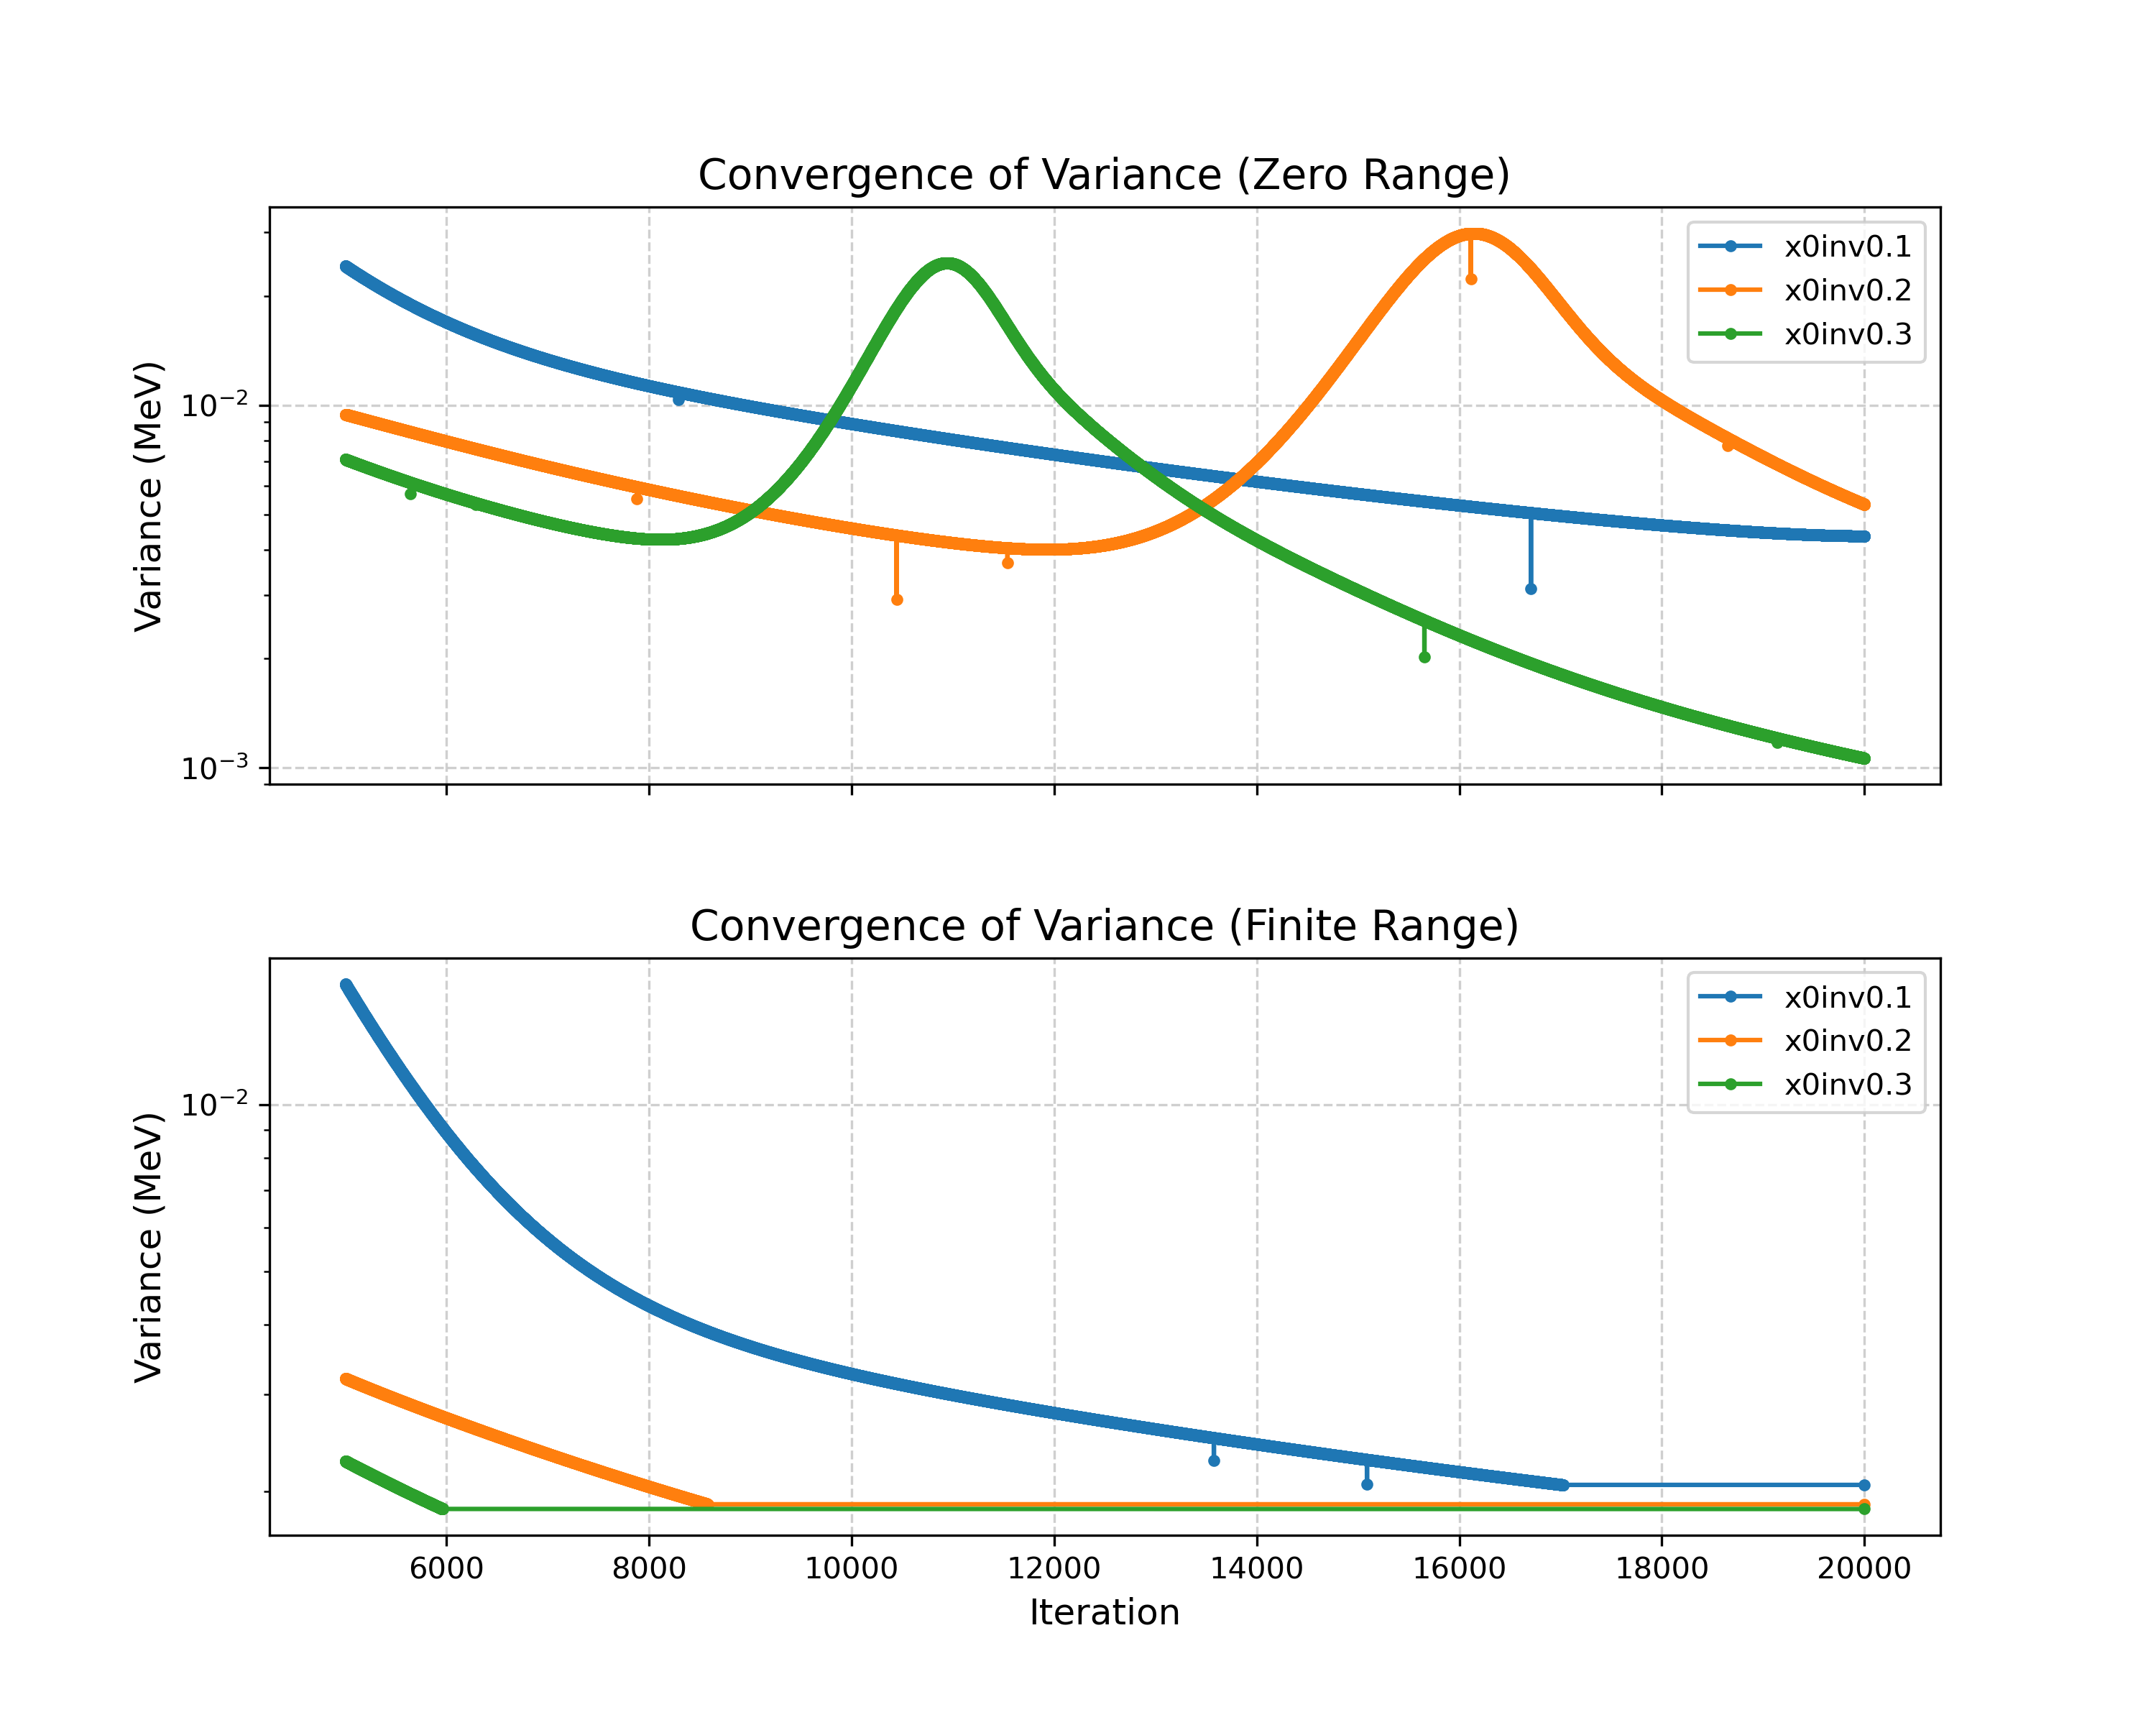 Convergence of Variance (Zero Range)
Variance (MeV)
10⁻²
10⁻³
x0inv0.1
x0inv0.2
x0inv0.3
Convergence of Variance (Finite Range)
Variance (MeV)
10⁻²
x0inv0.1
x0inv0.2
x0inv0.3
6000 8000 10000 12000 14000 16000 18000 20000
Iteration